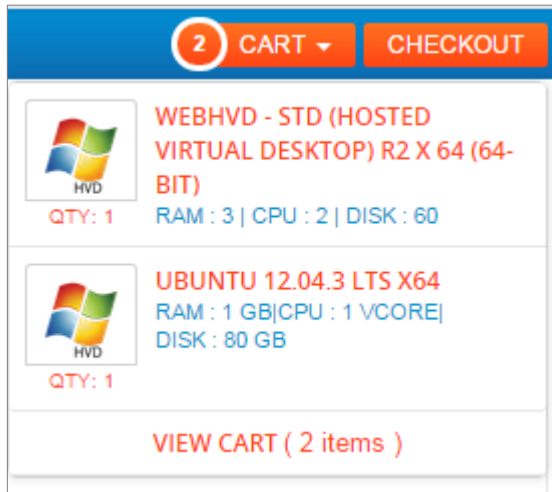 2 CART CHECKOUT
WEBHVD - STD (HOSTED
VIRTUAL DESKTOP) R2 X 64 (64-
BIT)
HVD
QTY: 1
RAM : 3 | CPU : 2 | DISK : 60
UBUNTU 12.04.3 LTS X64
RAM : 1 GB|CPU : 1 VCORE|
DISK : 80 GB
HVD
QTY: 1
VIEW CART ( 2 items )